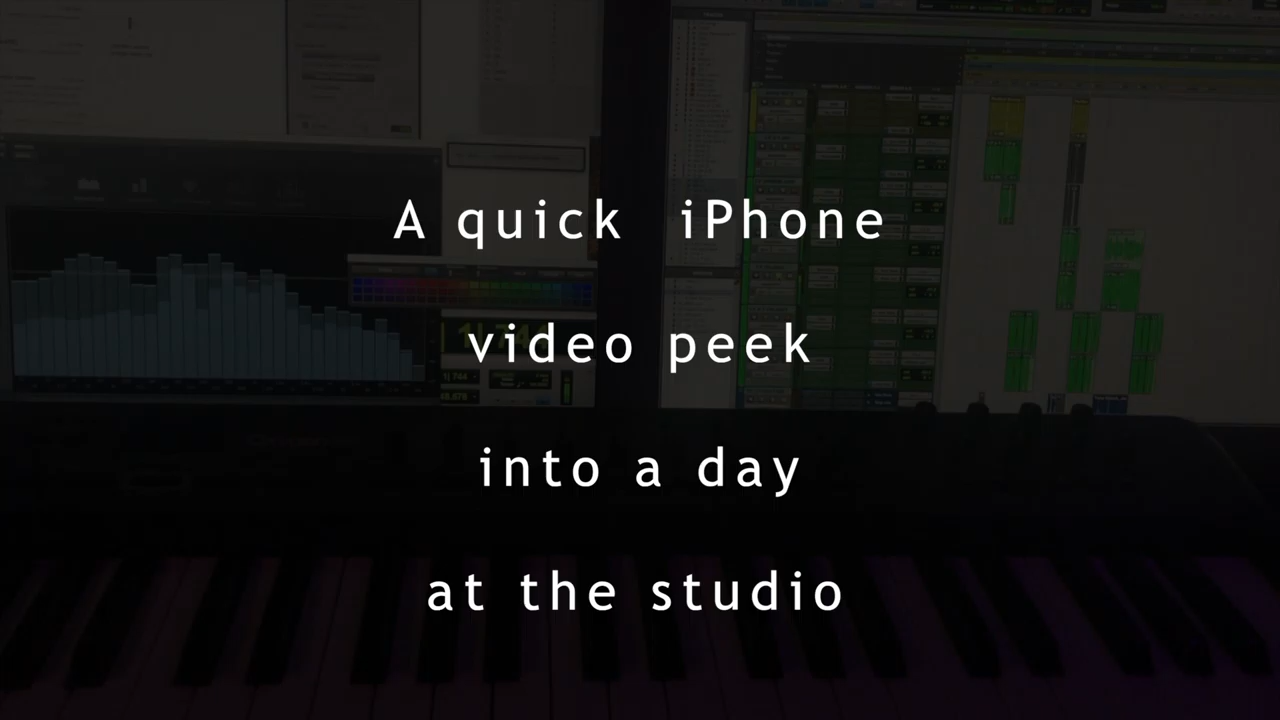 A quick iPhone
video peek
into a day
at the studio